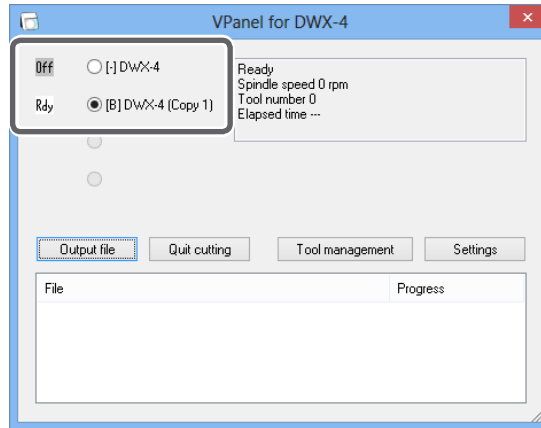 VPanel for DWX-4
Off [-] DWX-4
Rdy [B] DWX-4 (Copy 1)
Ready
Spindle speed 0 rpm
Tool number 0
Elapsed time ---
Output file Quit cutting Tool management Settings
File Progress